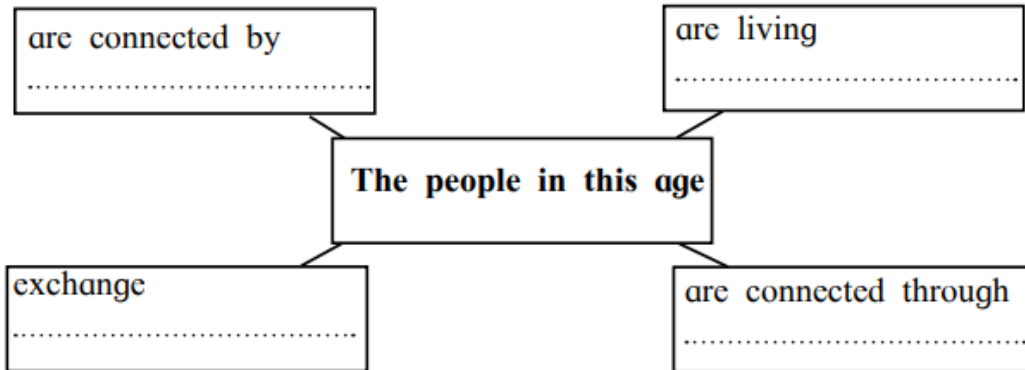 are connected by
....................................
are living
....................................
The people in this age
exchange
....................................
are connected through
....................................